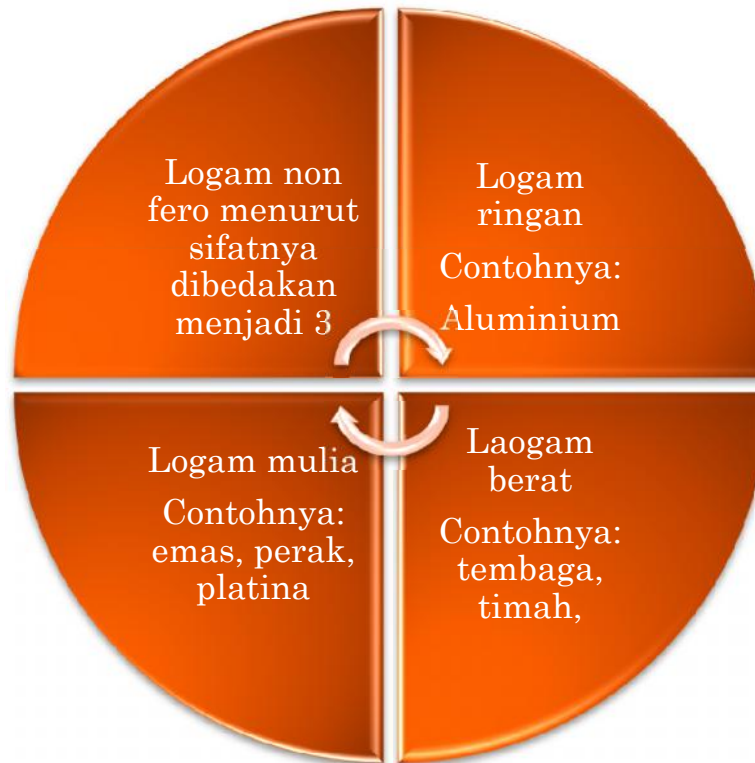 Logam non
fero menurut
sifatnya
dibedakan
menjadi 3
Logam
ringan
Contohnya:
Aluminium
Laogam
berat
Contohnya:
tembaga,
timah,
Logam mulia
Contohnya:
emas, perak,
platina